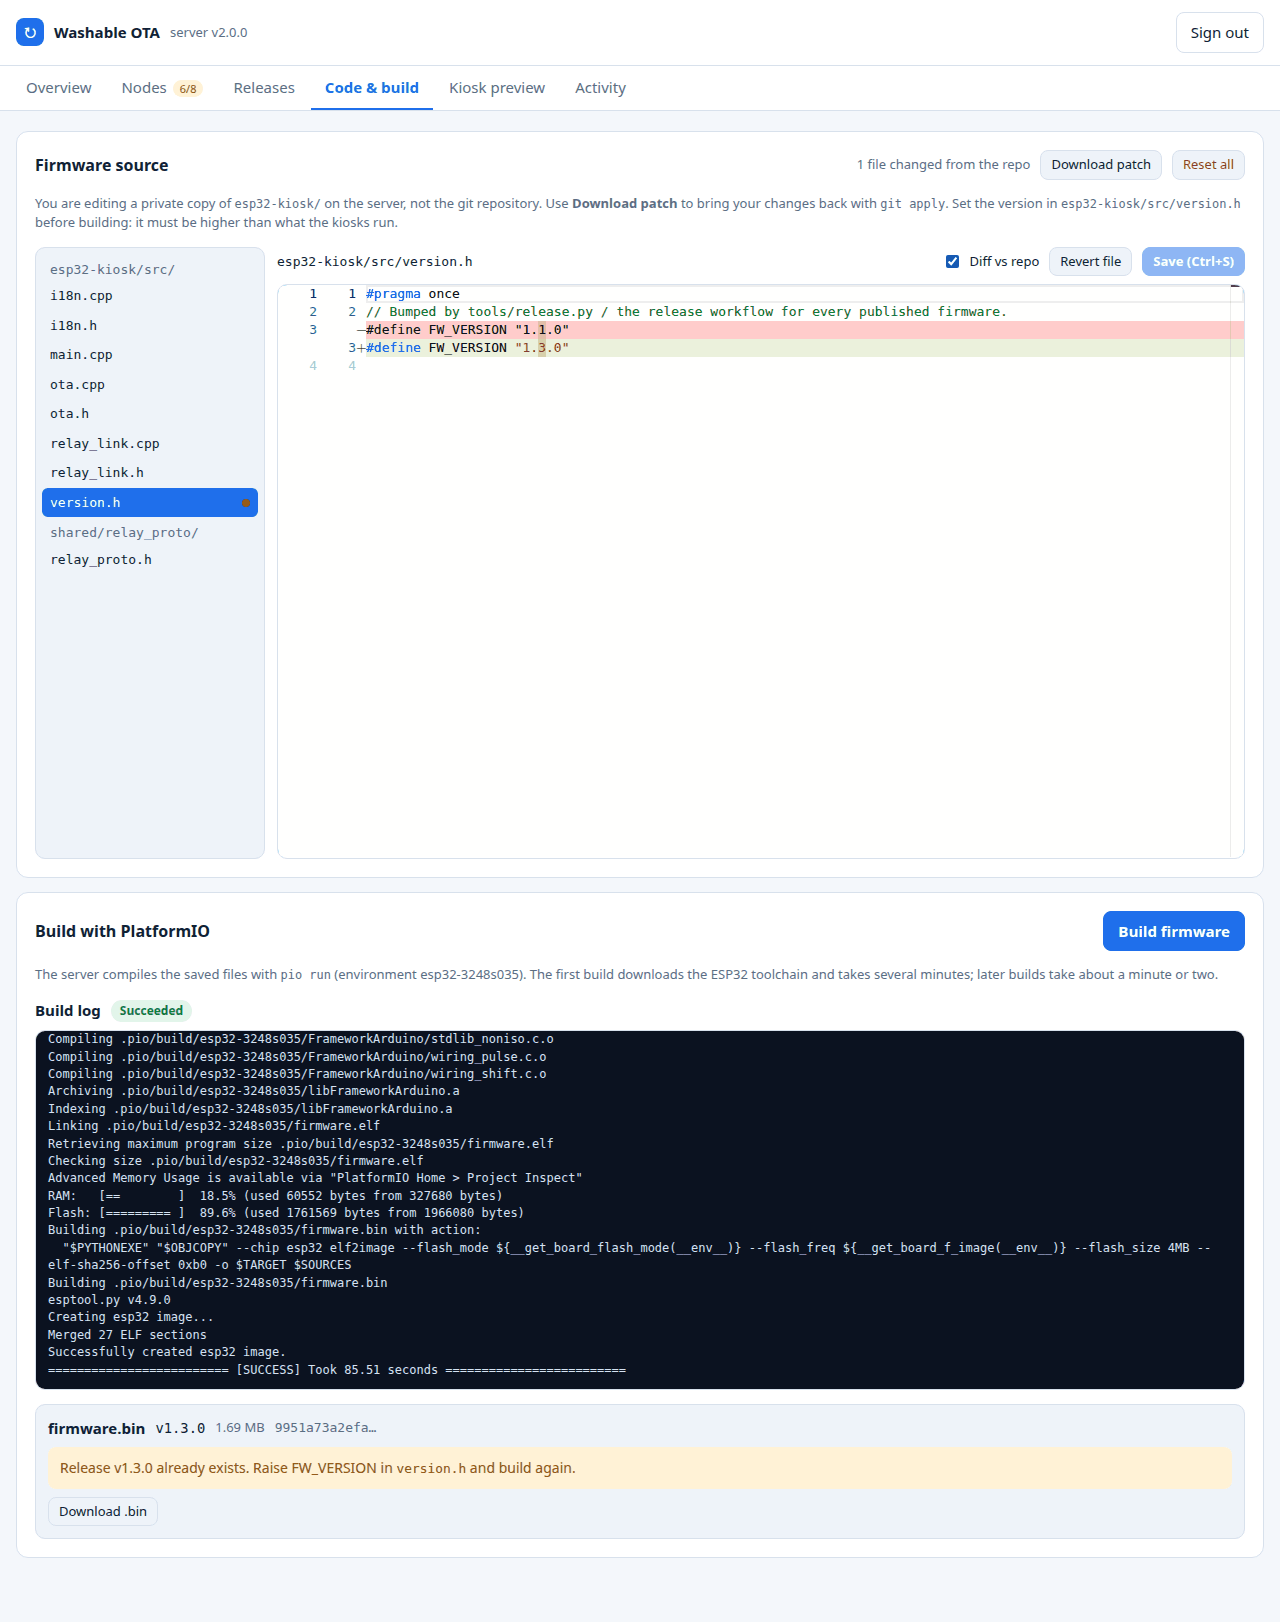 ↻ Washable OTA server v2.0.0 Sign out
Overview Nodes 6/8 Releases Code & build Kiosk preview Activity
Firmware source 1 file changed from the repo Download patch Reset all
You are editing a private copy of esp32-kiosk/ on the server, not the git repository. Use Download patch to bring your changes back with git apply. Set the version in esp32-kiosk/src/version.h
before building: it must be higher than what the kiosks run.
esp32-kiosk/src/
i18n.cpp
i18n.h
main.cpp
ota.cpp
ota.h
relay_link.cpp
relay_link.h
version.h
shared/relay_proto/
relay_proto.h
esp32-kiosk/src/version.h Diff vs repo Revert file Save (Ctrl+S)
1 1 #pragma once
2 2 // Bumped by tools/release.py / the release workflow for every published firmware.
3 —#define FW_VERSION "1.1.0"
3+#define FW_VERSION "1.3.0"
4 4
Build with PlatformIO Build firmware
The server compiles the saved files with pio run (environment esp32-3248s035). The first build downloads the ESP32 toolchain and takes several minutes; later builds take about a minute or two.
Build log Succeeded
Compiling .pio/build/esp32-3248s035/FrameworkArduino/stdlib_noniso.c.o
Compiling .pio/build/esp32-3248s035/FrameworkArduino/wiring_pulse.c.o
Compiling .pio/build/esp32-3248s035/FrameworkArduino/wiring_shift.c.o
Archiving .pio/build/esp32-3248s035/libFrameworkArduino.a
Indexing .pio/build/esp32-3248s035/libFrameworkArduino.a
Linking .pio/build/esp32-3248s035/firmware.elf
Retrieving maximum program size .pio/build/esp32-3248s035/firmware.elf
Checking size .pio/build/esp32-3248s035/firmware.elf
Advanced Memory Usage is available via "PlatformIO Home > Project Inspect"
RAM:   [==        ]  18.5% (used 60552 bytes from 327680 bytes)
Flash: [========= ]  89.6% (used 1761569 bytes from 1966080 bytes)
Building .pio/build/esp32-3248s035/firmware.bin with action:
  "$PYTHONEXE" "$OBJCOPY" --chip esp32 elf2image --flash_mode ${__get_board_flash_mode(__env__)} --flash_freq ${__get_board_f_image(__env__)} --flash_size 4MB --
elf-sha256-offset 0xb0 -o $TARGET $SOURCES
Building .pio/build/esp32-3248s035/firmware.bin
esptool.py v4.9.0
Creating esp32 image...
Merged 27 ELF sections
Successfully created esp32 image.
========================= [SUCCESS] Took 85.51 seconds =========================
firmware.bin v1.3.0 1.69 MB 9951a73a2efa…
Release v1.3.0 already exists. Raise FW_VERSION in version.h and build again.
Download .bin